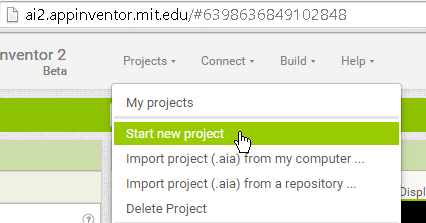 ai2.appinventor.mit.edu/#6398636849102848
nventor 2
Beta
Projects Connect Build Help
My projects
Start new project
Import project (.aia) from my computer ...
Import project (.aia) from a repository ...
Delete Project
?
Displ